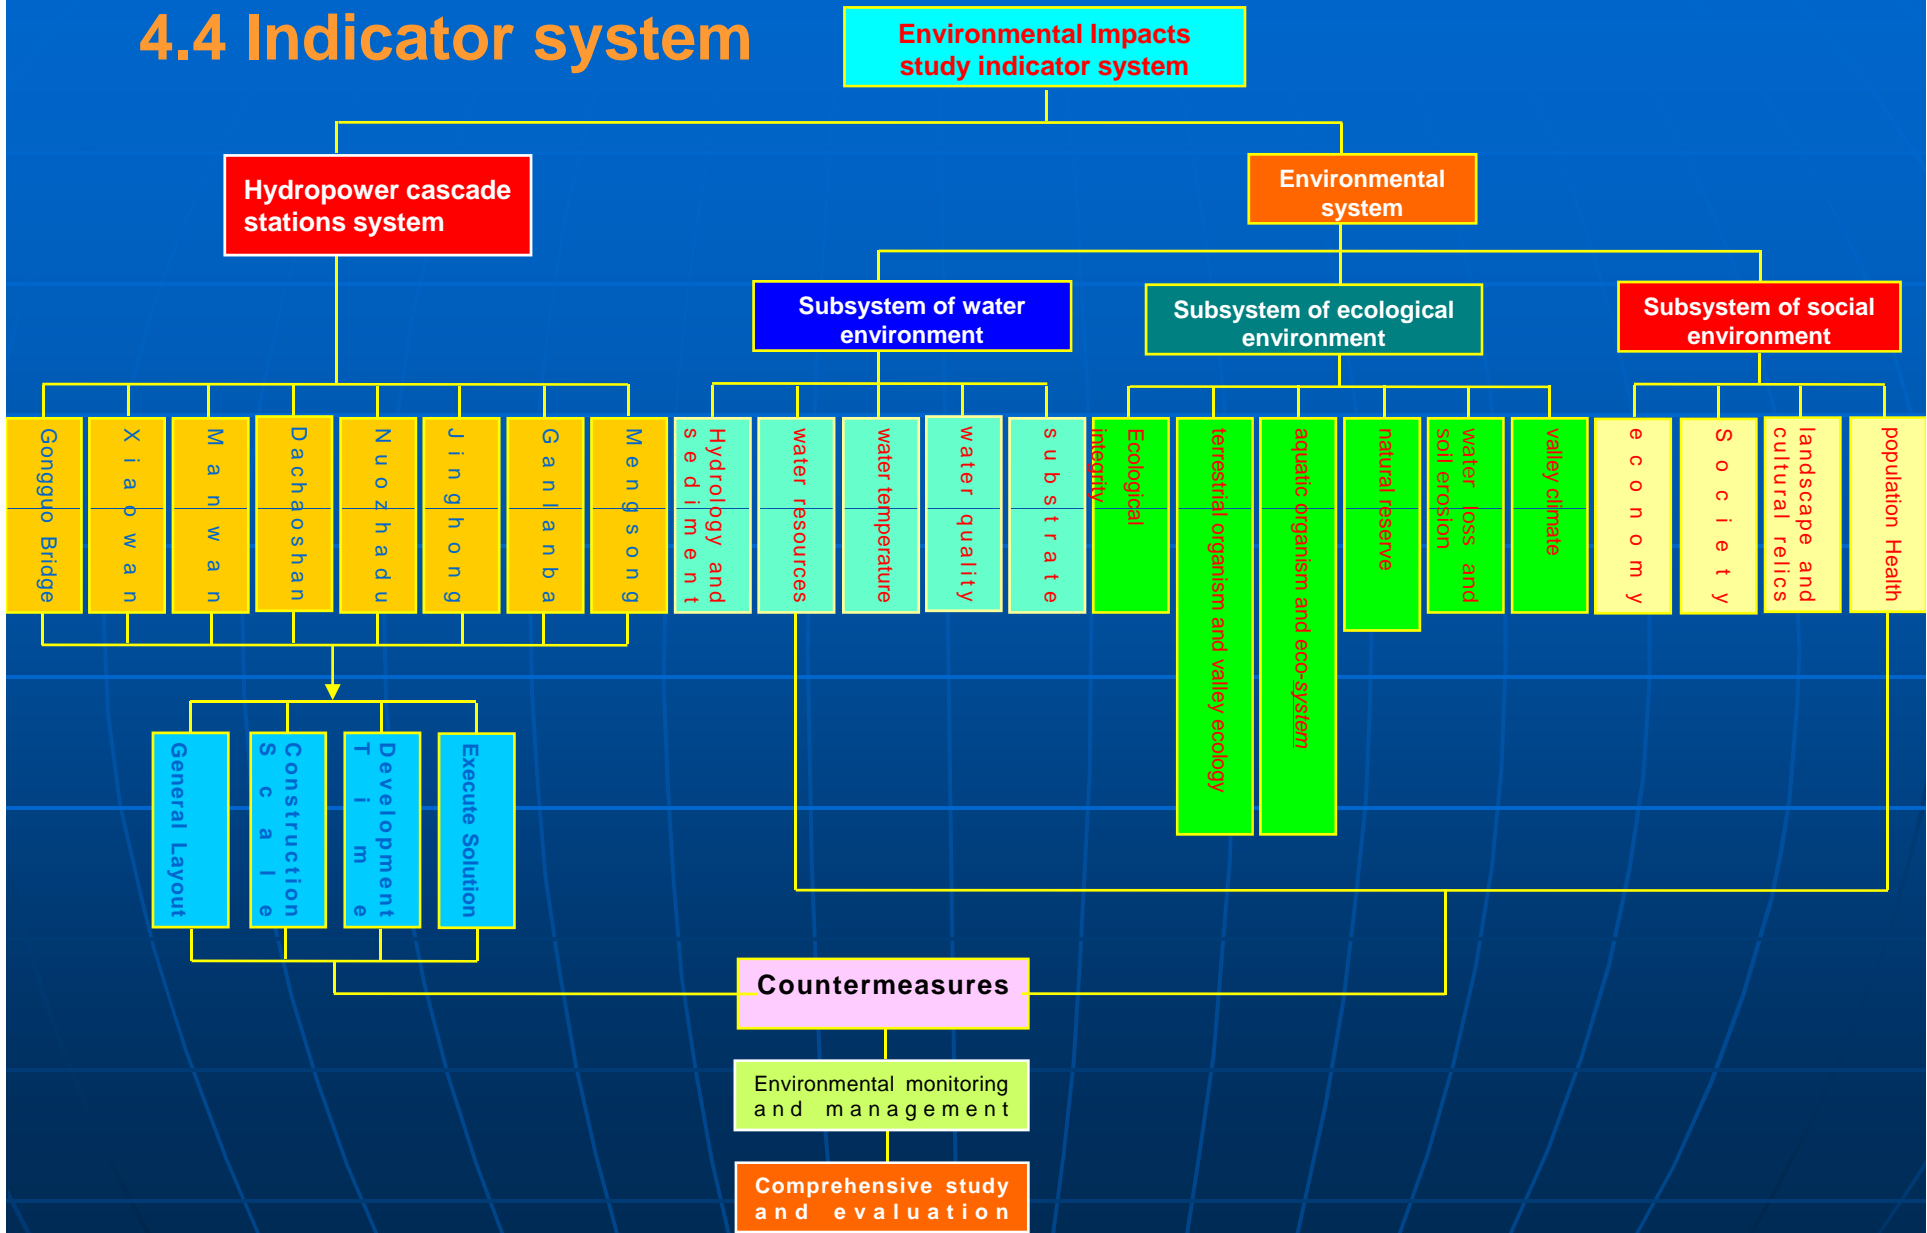 4.4 Indicator system
Environmental Impacts
study indicator system
Hydropower cascade
stations system
Environmental
system
Subsystem of water
environment
Subsystem of ecological
environment
Subsystem of social
environment
Gongguo Bridge
Xiaowan
Manwan
Dachaoshan
Nuozhadu
Jinghong
Ganlanba
Mengsong
Hydrology and
sediment
water resources
water temperature
water quality
substrate
Ecological
integrity
terrestrial organism and valley ecology
aquatic organism and eco-system
natural reserve
water loss and
soil erosion
valley climate
economy
Society
landscape and
cultural relics
population Health
General Layout
Construction
Scale
Development
Time
Execute Solution
Countermeasures
Environmental monitoring
and management
Comprehensive study
and evaluation